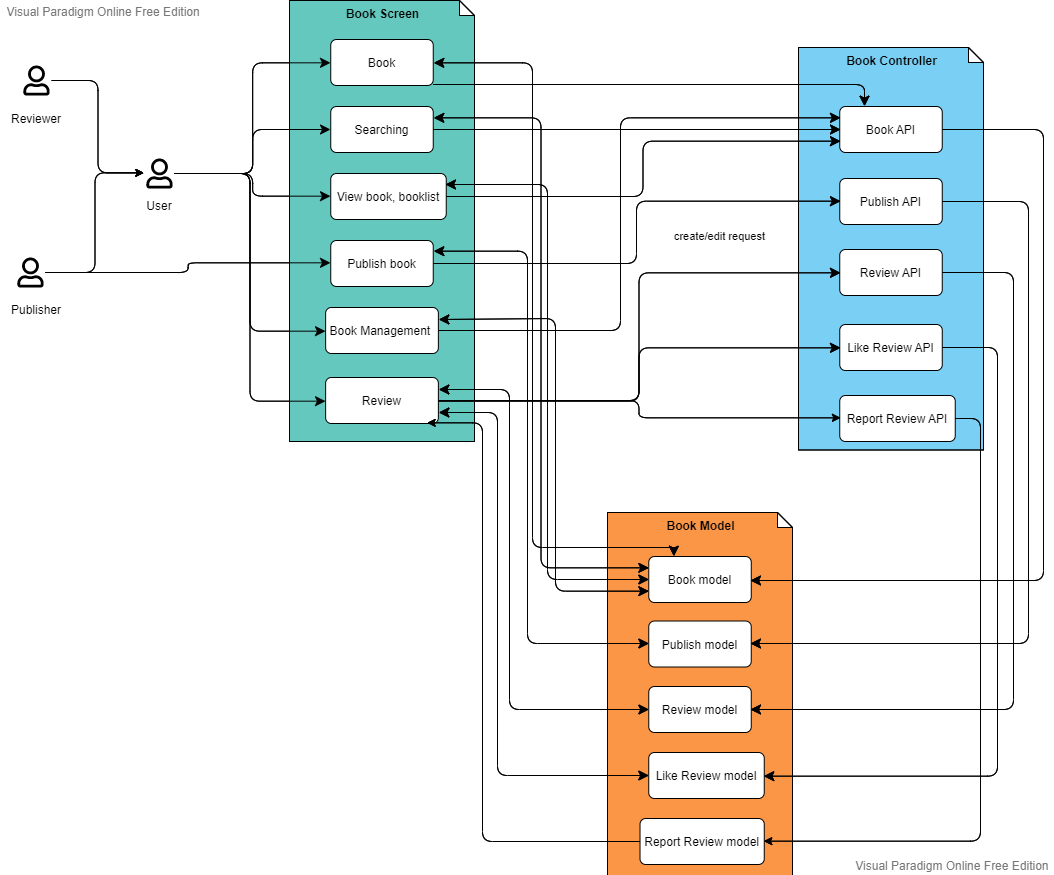 Visual Paradigm Online Free Edition
Reviewer
User
Publisher
Book Screen
Book
Searching
View book, booklist
Publish book
Book Management
Review
create/edit request
Book Controller
Book API
Publish API
Review API
Like Review API
Report Review API
Book Model
Book model
Publish model
Review model
Like Review model
Report Review model
Visual Paradigm Online Free Edition